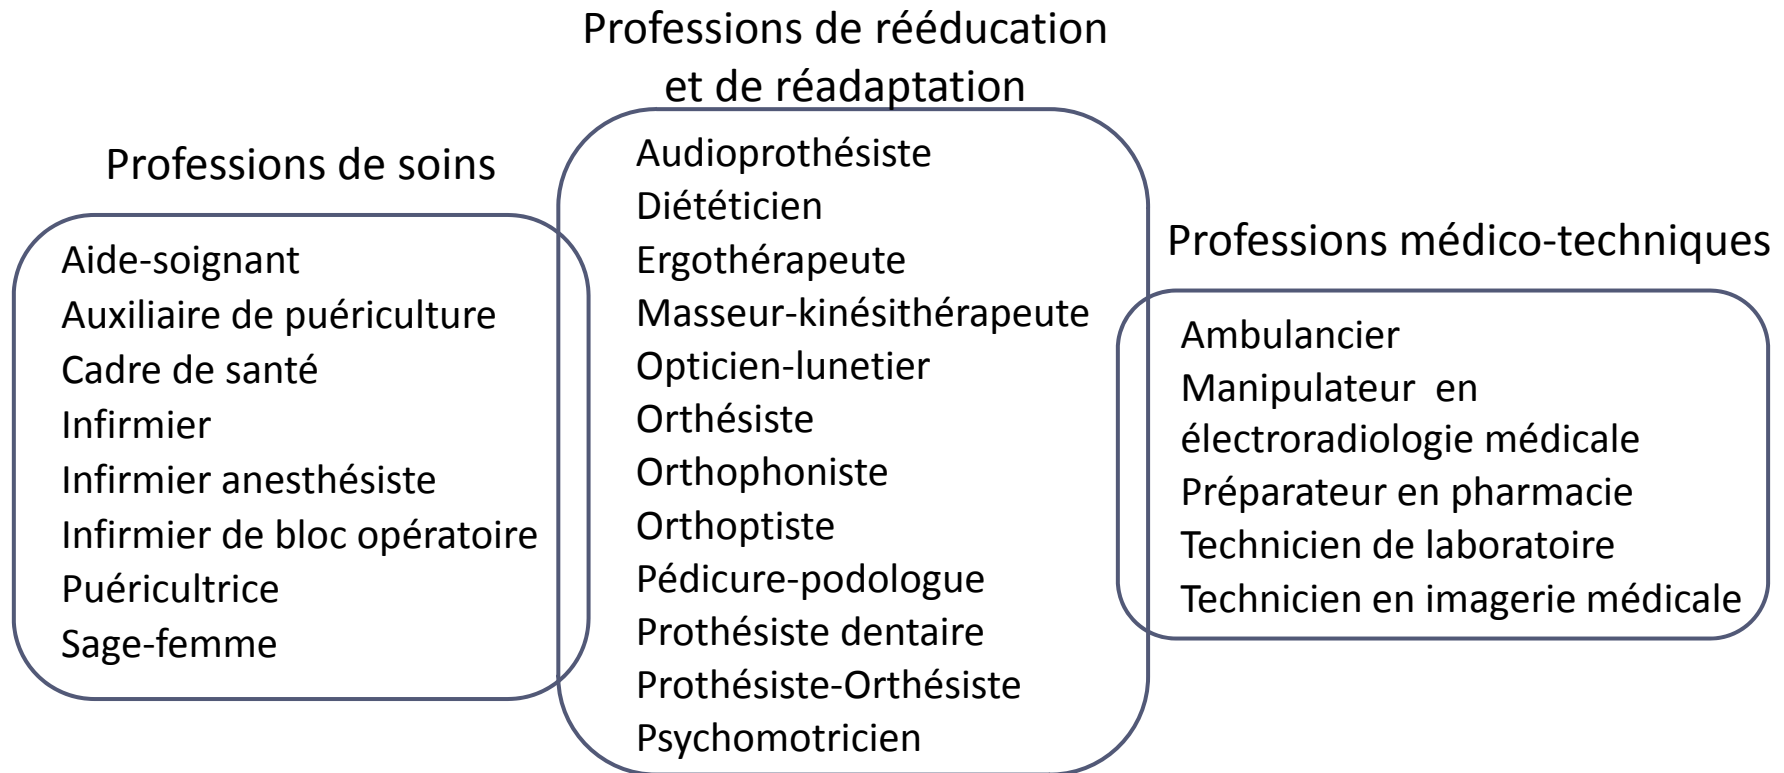 Professions de soins
Aide-soignant
Auxiliaire de puériculture
Cadre de santé
Infirmier
Infirmier anesthésiste
Infirmier de bloc opératoire
Puéricultrice
Sage-femme
Professions de rééducation
et de réadaptation
Audioprothésiste
Diététicien
Ergothérapeute
Masseur-kinésithérapeute
Opticien-lunetier
Orthésiste
Orthophoniste
Orthoptiste
Pédicure-podologue
Prothésiste dentaire
Prothésiste-Orthésiste
Psychomotricien
Professions médico-techniques
Ambulancier
Manipulateur  en
électroradiologie médicale
Préparateur en pharmacie
Technicien de laboratoire
Technicien en imagerie médicale